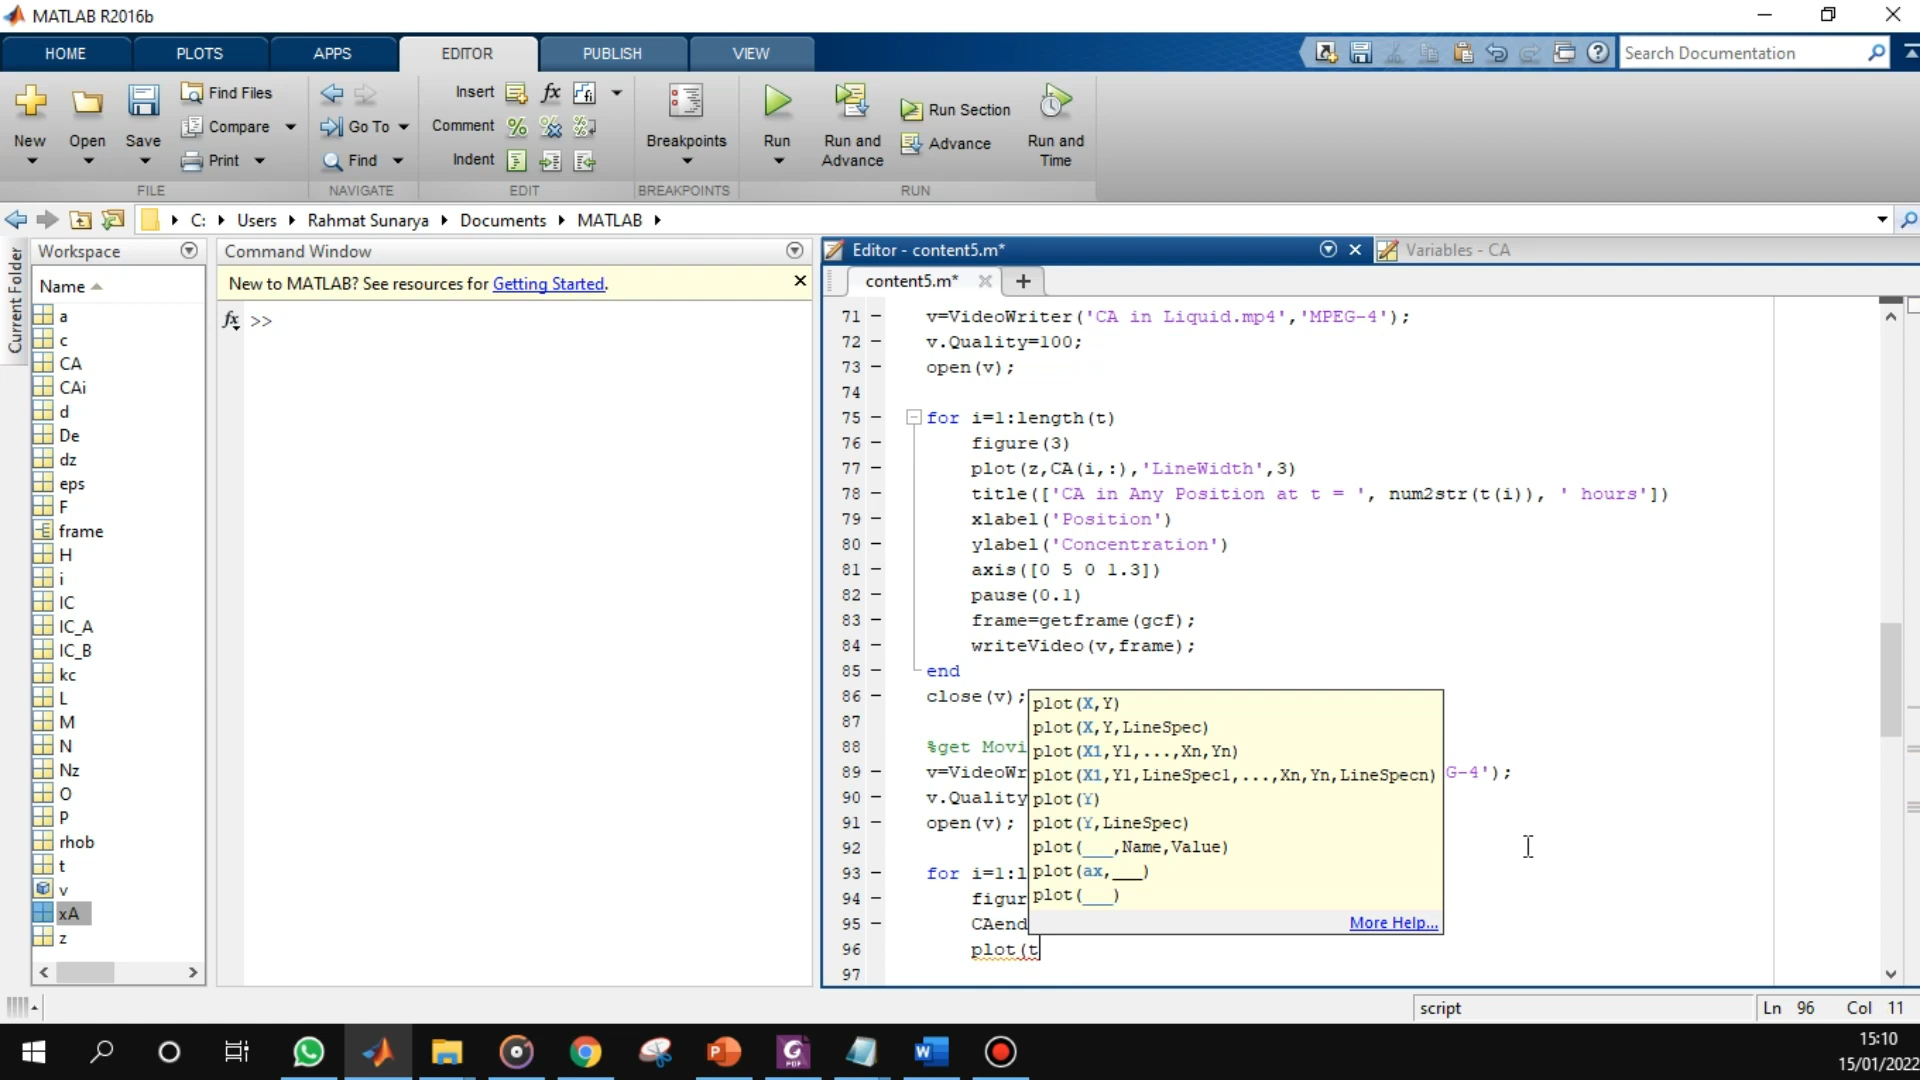 MATLAB R2016b
HOME PLOTS APPS EDITOR PUBLISH VIEW
Search Documentation
New Open Save
Find Files
Compare
Print
FILE
Go To
Find
NAVIGATE
Insert fx fi
Comment % %
Indent
EDIT
Breakpoints
BREAKPOINTS
Run
Run and Advance
Run Section
Advance
Run and Time
RUN
C: Users Rahmat Sunarya Documents MATLAB
Current Folder
Workspace
Name
a
c
CA
CAi
d
De
dz
eps
F
frame
H
i
IC
IC_A
IC_B
kc
L
M
N
Nz
O
P
rhob
t
v
xA
z
Command Window
New to MATLAB? See resources for Getting Started.
fx >>
Editor - content5.m*
Variables - CA
content5.m*
71 v=VideoWriter('CA in Liquid.mp4','MPEG-4');
72 v.Quality=100;
73 open(v);
74
75 for i=1:length(t)
76 figure(3)
77 plot(z,CA(i,:),'LineWidth',3)
78 title(['CA in Any Position at t = ', num2str(t(i)), ' hours'])
79 xlabel('Position')
80 ylabel('Concentration')
81 axis([0 5 0 1.3])
82 pause(0.1)
83 frame=getframe(gcf);
84 writeVideo(v,frame);
85 end
86 close(v);
87
88 %get Movi
89 v=VideoWr G-4');
90 v.Quality
91 open(v);
92
93 for i=1:l
94 figur
95 CAend
96 plot(t
97
plot(X,Y)
plot(X,Y,LineSpec)
plot(X1,Y1,...,Xn,Yn)
plot(X1,Y1,LineSpec1,...,Xn,Yn,LineSpecn)
plot(Y)
plot(Y,LineSpec)
plot(___,Name,Value)
plot(ax,___)
plot(___)
More Help...
script
Ln 96 Col 11
15:10
15/01/2022